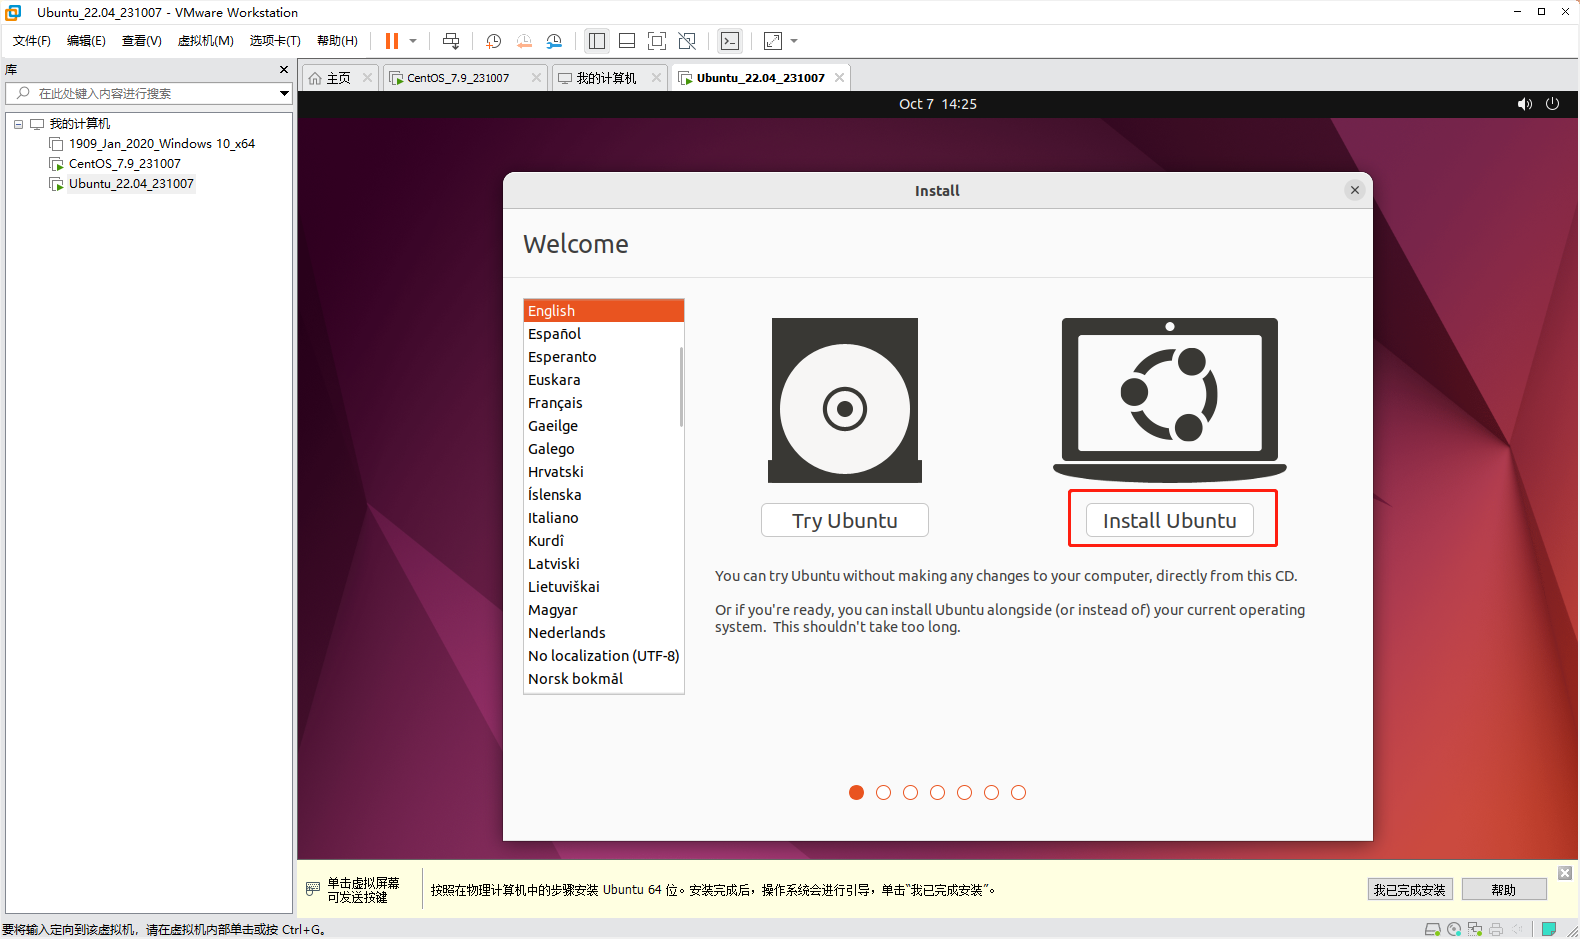 Ubuntu_22.04_231007 - VMware Workstation
文件(F) 编辑(E) 查看(V) 虚拟机(M) 选项卡(T) 帮助(H)
库
在此处键入内容进行搜索
我的计算机
1909_Jan_2020_Windows 10_x64
CentOS_7.9_231007
Ubuntu_22.04_231007
主页 CentOS_7.9_231007 我的计算机 Ubuntu_22.04_231007
Oct 7 14:25
Install
Welcome
English
Español
Esperanto
Euskara
Français
Gaeilge
Galego
Hrvatski
Íslenska
Italiano
Kurdî
Latviski
Lietuviškai
Magyar
Nederlands
No localization (UTF-8)
Norsk bokmål
Try Ubuntu
Install Ubuntu
You can try Ubuntu without making any changes to your computer, directly from this CD.
Or if you're ready, you can install Ubuntu alongside (or instead of) your current operating
system. This shouldn't take too long.
单击虚拟屏幕
可发送按键
按照在物理计算机中的步骤安装 Ubuntu 64 位。安装完成后，操作系统会进行引导，单击“我已完成安装”。
我已完成安装
帮助
要将输入定向到该虚拟机，请在虚拟机内部单击或按 Ctrl+G。